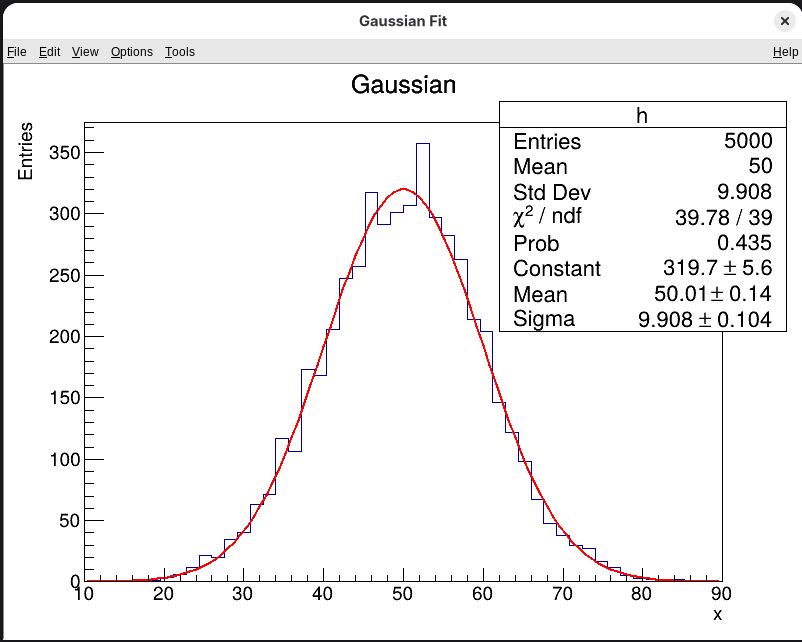 Gaussian Fit
File Edit View Options Tools Help
Gaussian
h
Entries 5000
Mean 50
Std Dev 9.908
χ² / ndf 39.78 / 39
Prob 0.435
Constant 319.7 ± 5.6
Mean 50.01 ± 0.14
Sigma 9.908 ± 0.104
Entries
350
300
250
200
150
100
50
0
10 20 30 40 50 60 70 80 90
x